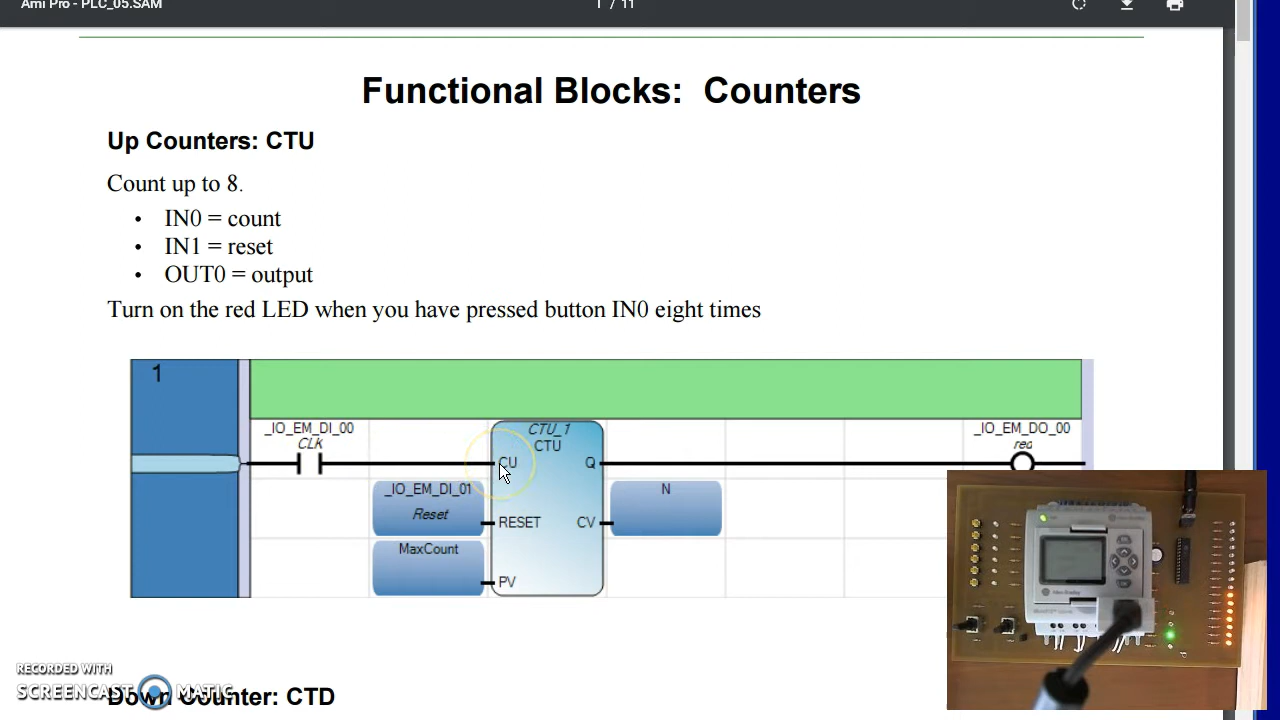 Ami Pro - PLC_05.SAM
1 / 11
Functional Blocks: Counters
Up Counters: CTU
Count up to 8.
• IN0 = count
• IN1 = reset
• OUT0 = output
Turn on the red LED when you have pressed button IN0 eight times
1
_IO_EM_DI_00
CLK
CTU_1
CTU
_IO_EM_DO_00
red
CU
Q
_IO_EM_DI_01
Reset
RESET
CV
N
MaxCount
PV
RECORDED WITH
SCREENCAST MATIC
Down Counter: CTD